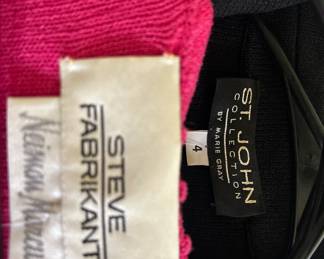 STEVE
FABRIKANT
Neiman Marcus
ST. JOHN
COLLECTION
BY MARIE GRAY
4